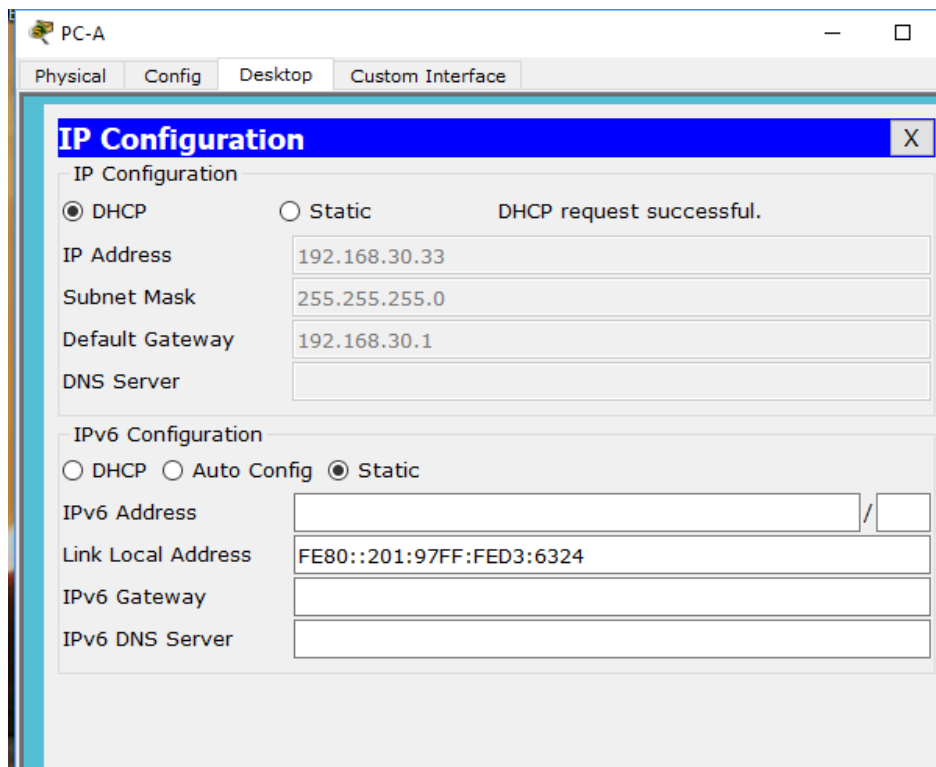 PC-A
Physical Config Desktop Custom Interface
IP Configuration X
IP Configuration
DHCP Static DHCP request successful.
IP Address 192.168.30.33
Subnet Mask 255.255.255.0
Default Gateway 192.168.30.1
DNS Server
IPv6 Configuration
DHCP Auto Config Static
IPv6 Address /
Link Local Address FE80::201:97FF:FED3:6324
IPv6 Gateway
IPv6 DNS Server